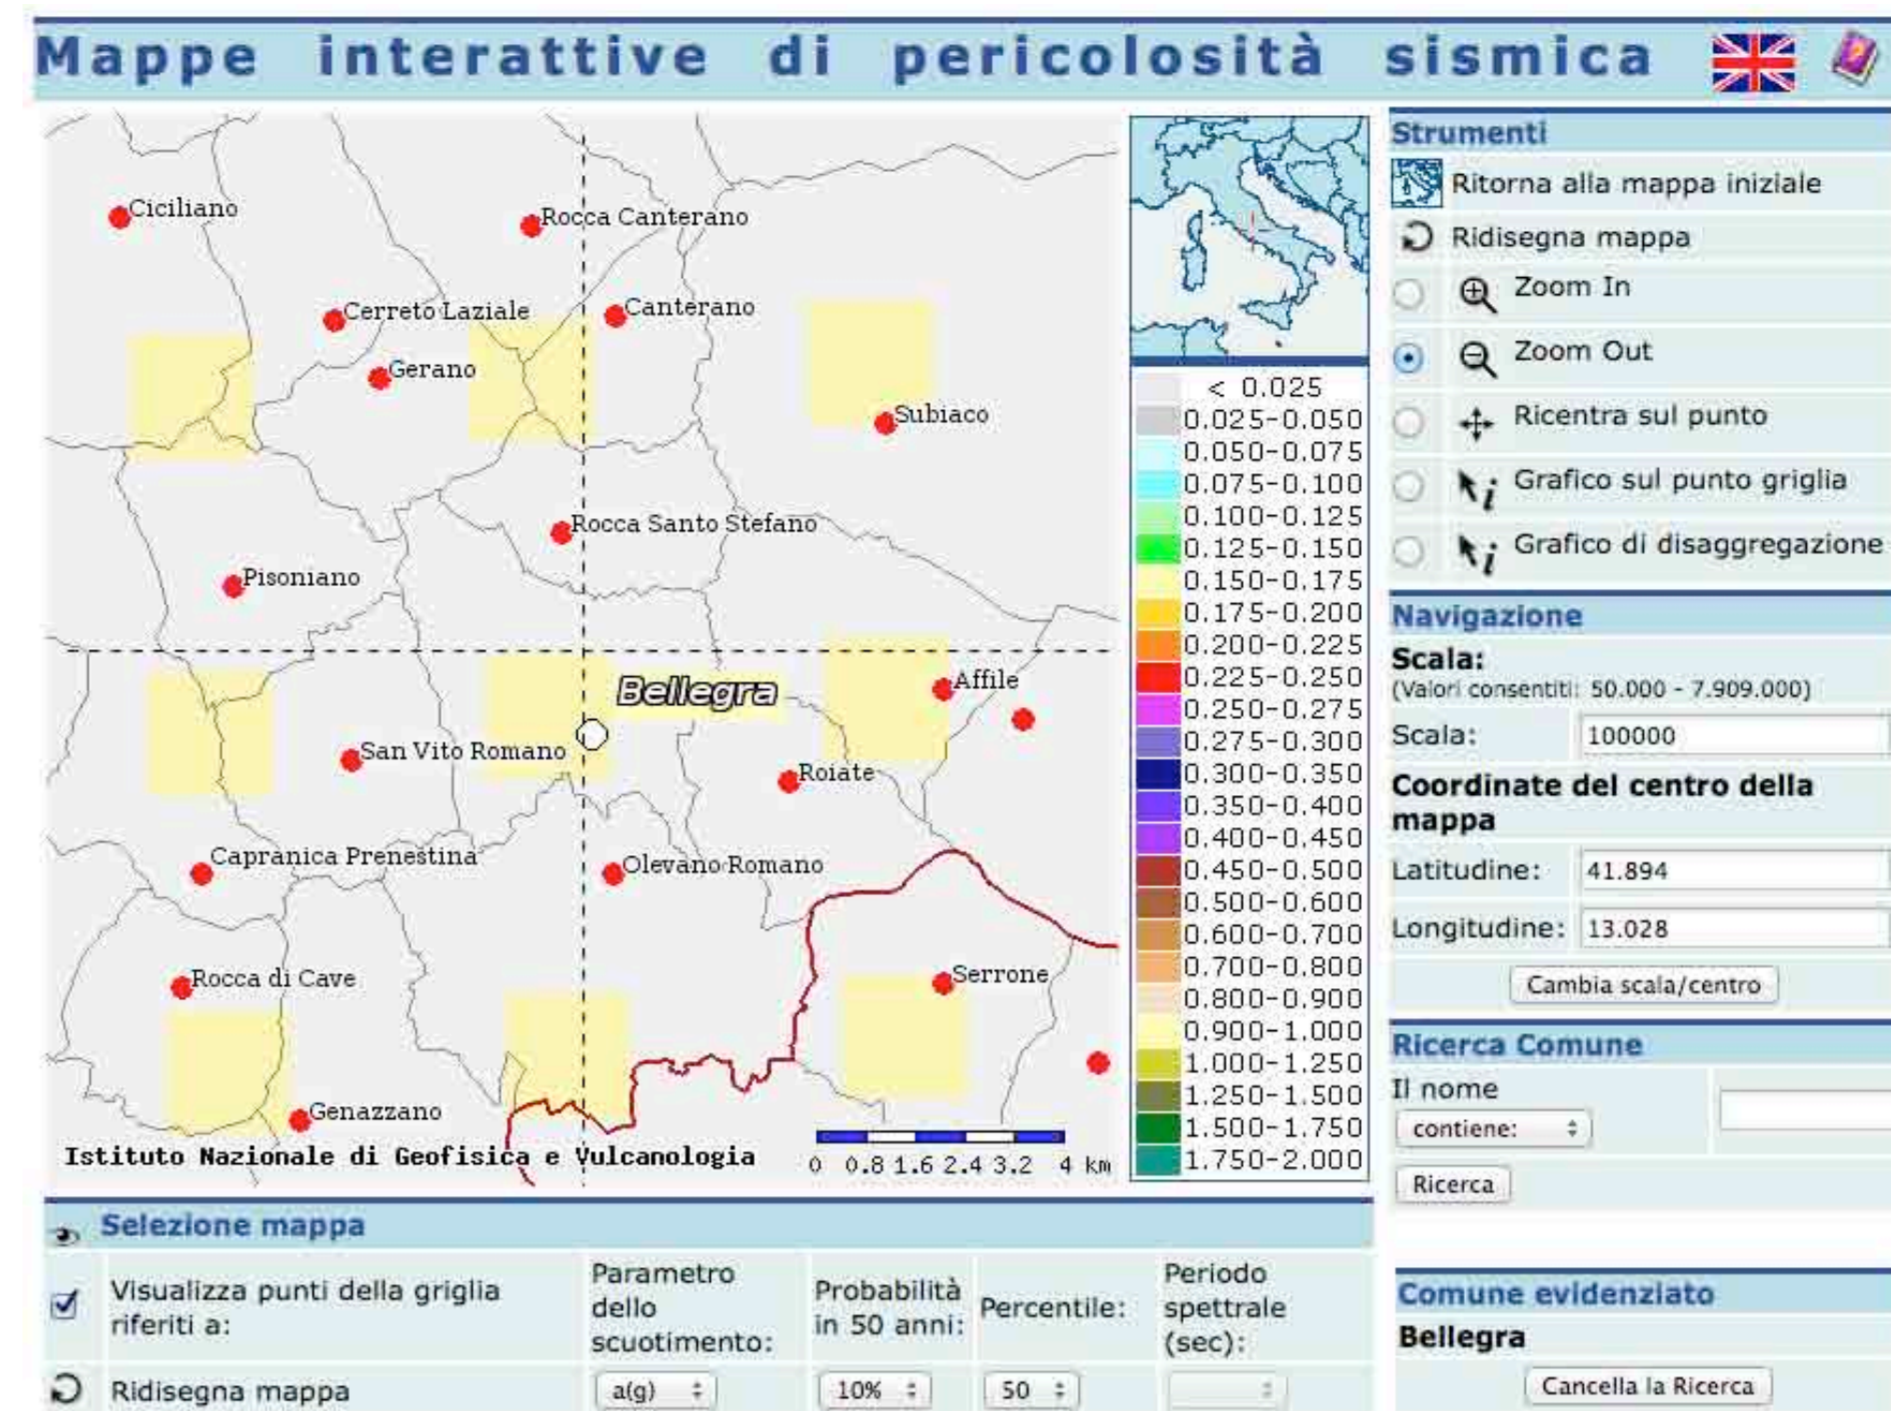 Mappe interattive di pericolosità sismica
Ciciliano
Rocca Canterano
Cerreto Laziale
Canterano
Gerano
Subiaco
Rocca Santo Stefano
Pisoniano
Bellegra
Affile
San Vito Romano
Roiate
Capranica Prenestina
Olevano Romano
Rocca di Cave
Serrone
Genazzano
Istituto Nazionale di Geofisica e Vulcanologia
0 0.8 1.6 2.4 3.2 4 km
< 0.025
0.025-0.050
0.050-0.075
0.075-0.100
0.100-0.125
0.125-0.150
0.150-0.175
0.175-0.200
0.200-0.225
0.225-0.250
0.250-0.275
0.275-0.300
0.300-0.350
0.350-0.400
0.400-0.450
0.450-0.500
0.500-0.600
0.600-0.700
0.700-0.800
0.800-0.900
0.900-1.000
1.000-1.250
1.250-1.500
1.500-1.750
1.750-2.000
Strumenti
Ritorna alla mappa iniziale
Ridisegna mappa
Zoom In
Zoom Out
Ricentra sul punto
Grafico sul punto griglia
Grafico di disaggregazione
Navigazione
Scala:
(Valori consentiti: 50.000 - 7.909.000)
Scala: 100000
Coordinate del centro della
mappa
Latitudine: 41.894
Longitudine: 13.028
Cambia scala/centro
Ricerca Comune
Il nome
contiene:
Ricerca
Comune evidenziato
Bellegra
Cancella la Ricerca
Selezione mappa
Visualizza punti della griglia
riferiti a:
Parametro
dello
scuotimento:
Probabilità
in 50 anni:
Percentile:
Periodo
spettrale
(sec):
Ridisegna mappa
a(g)
10%
50